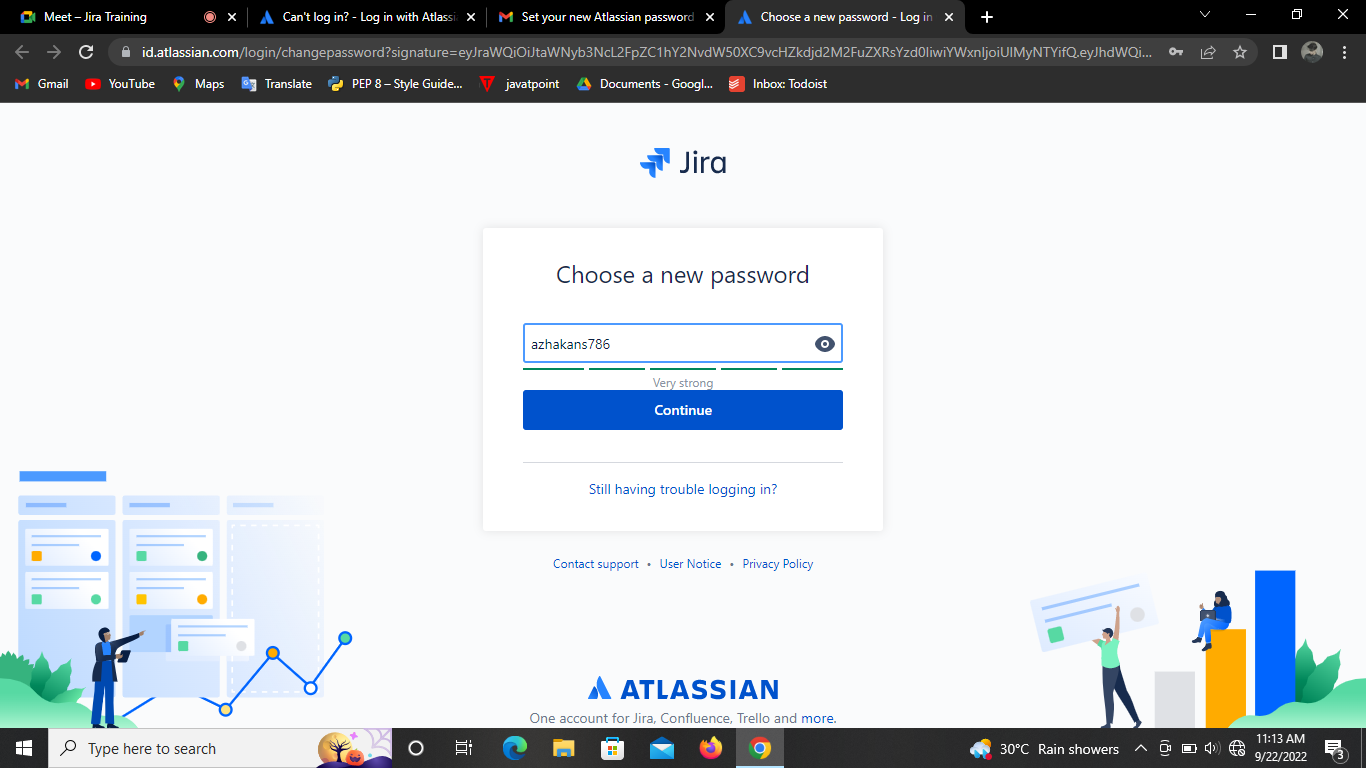 Meet – Jira Training
Can't log in? - Log in with Atlassi
Set your new Atlassian password
Choose a new password - Log in
id.atlassian.com/login/changepassword?signature=eyJraWQiOiJtaWNyb3NcL2FpZC1hY2NvdW50XC9vcHZkdjd2M2FuZXRsYzd0IiwiYWxnIjoiUlMyNTYifQ.eyJhdWQi...
Gmail YouTube Maps Translate PEP 8 – Style Guide... javatpoint Documents - Googl... Inbox: Todoist
Jira
Choose a new password
azhakans786
Very strong
Continue
Still having trouble logging in?
Contact support • User Notice • Privacy Policy
ATLASSIAN
One account for Jira, Confluence, Trello and more.
Type here to search
30°C Rain showers
11:13 AM
9/22/2022
3